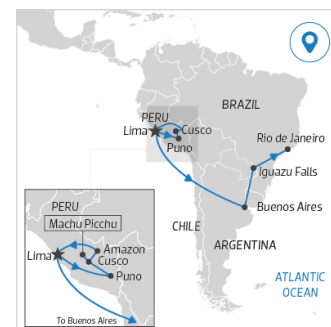 BRAZIL
PERU
Lima
Cusco
Puno
Rio de Janeiro
Iguazu Falls
Buenos Aires
CHILE
ARGENTINA
ATLANTIC
OCEAN
PERU
Machu Picchu
Amazon
Lima
Cusco
Puno
To Buenos Aires